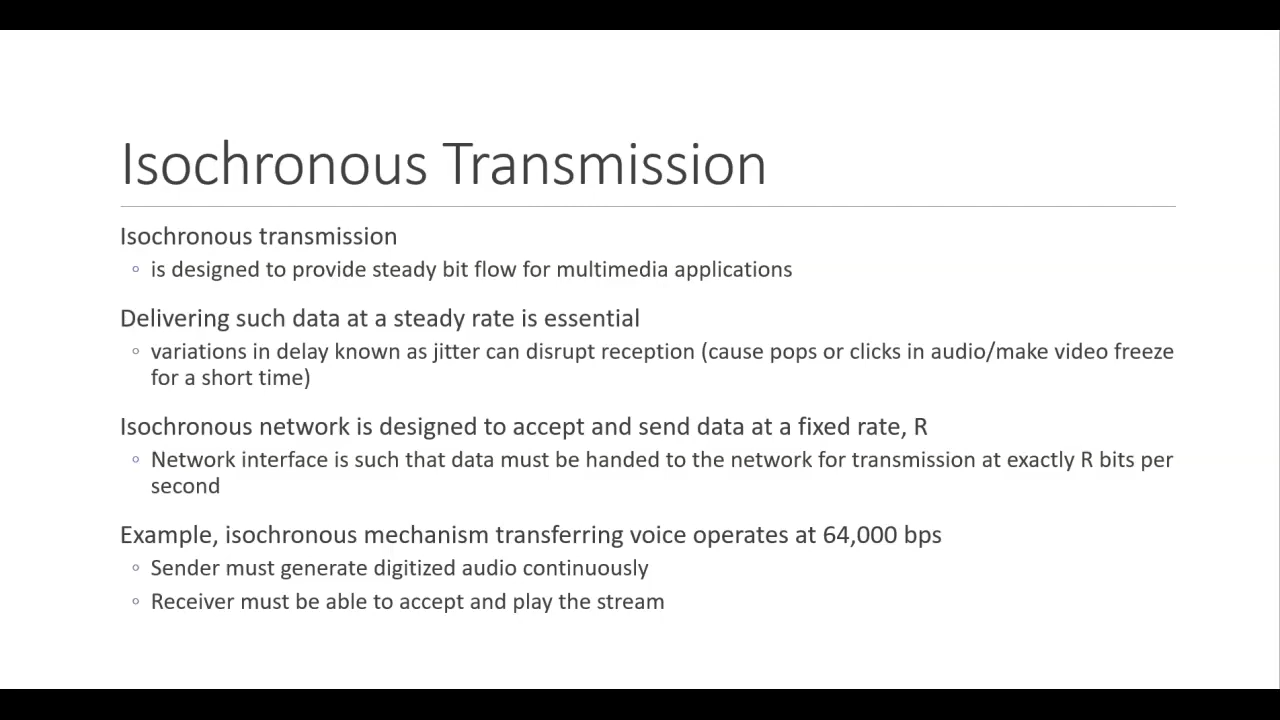 Isochronous Transmission
Isochronous transmission
◦ is designed to provide steady bit flow for multimedia applications
Delivering such data at a steady rate is essential
◦ variations in delay known as jitter can disrupt reception (cause pops or clicks in audio/make video freeze
for a short time)
Isochronous network is designed to accept and send data at a fixed rate, R
◦ Network interface is such that data must be handed to the network for transmission at exactly R bits per
second
Example, isochronous mechanism transferring voice operates at 64,000 bps
◦ Sender must generate digitized audio continuously
◦ Receiver must be able to accept and play the stream